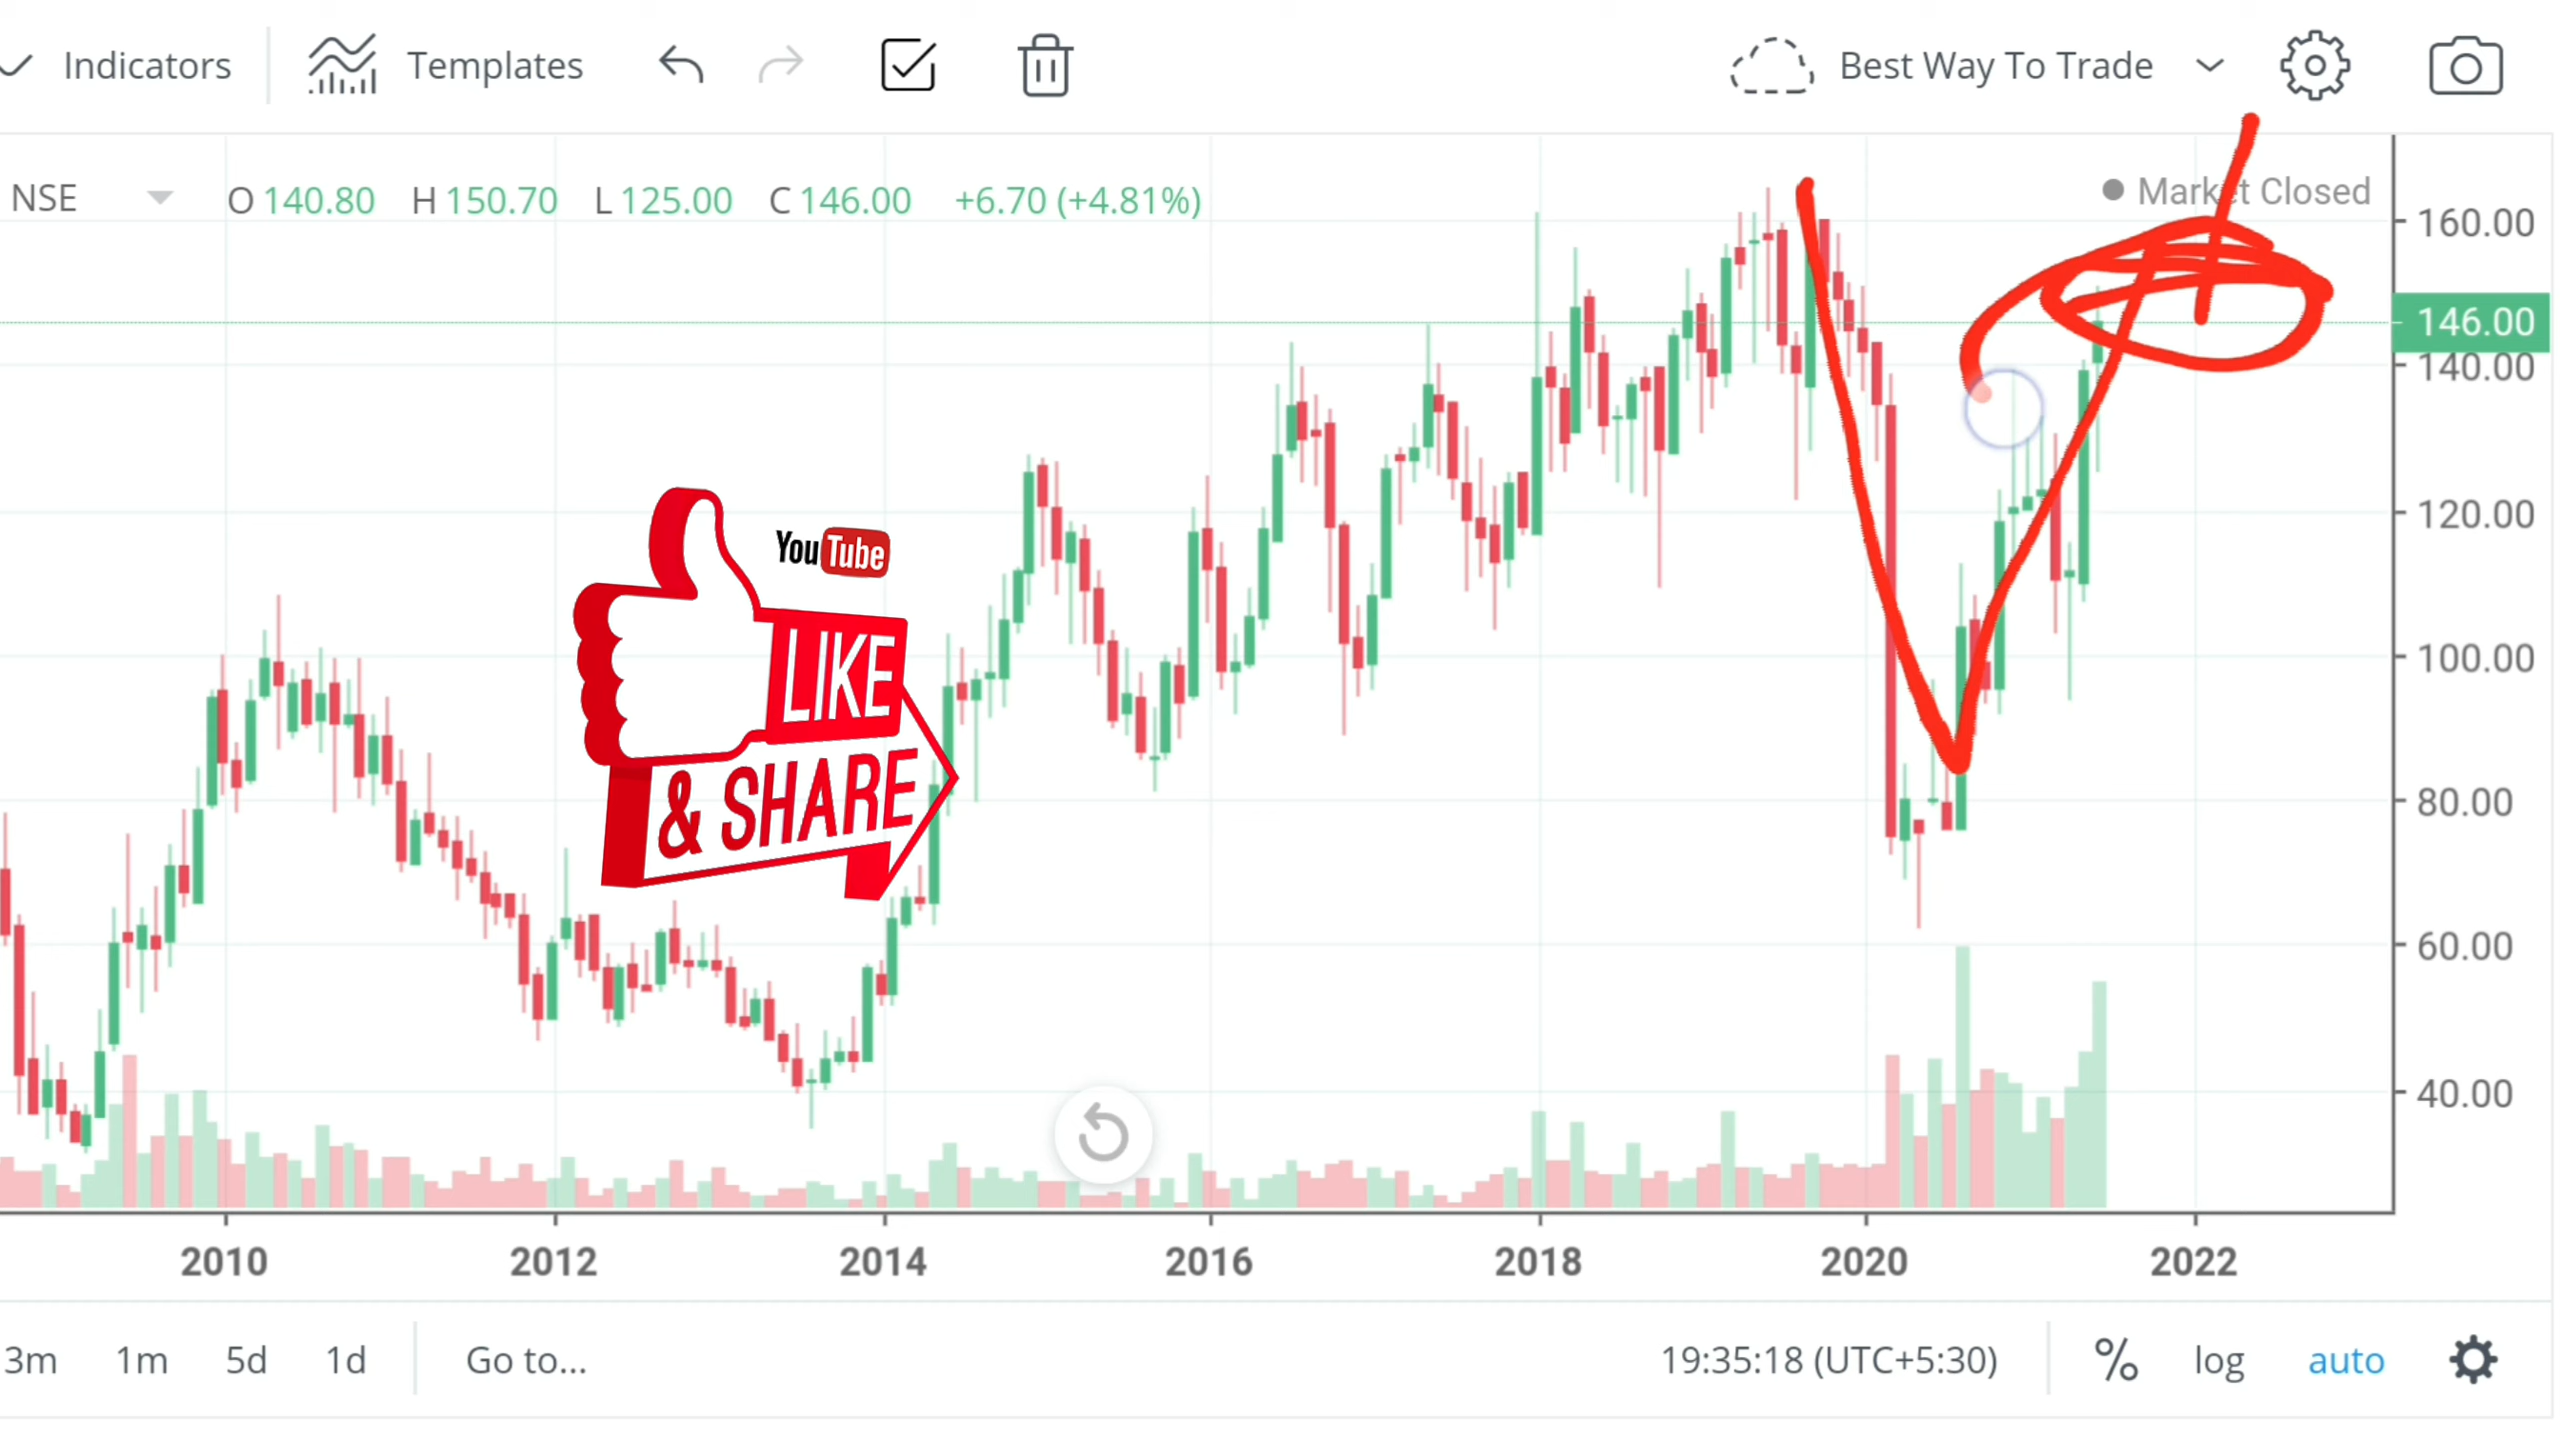 Indicators Templates Best Way To Trade
NSE O 140.80 H 150.70 L 125.00 C 146.00 +6.70 (+4.81%) Market Closed
160.00
146.00
140.00
120.00
100.00
80.00
60.00
40.00
YouTube
LIKE
& SHARE
2010 2012 2014 2016 2018 2020 2022
3m 1m 5d 1d Go to... 19:35:18 (UTC+5:30) % log auto